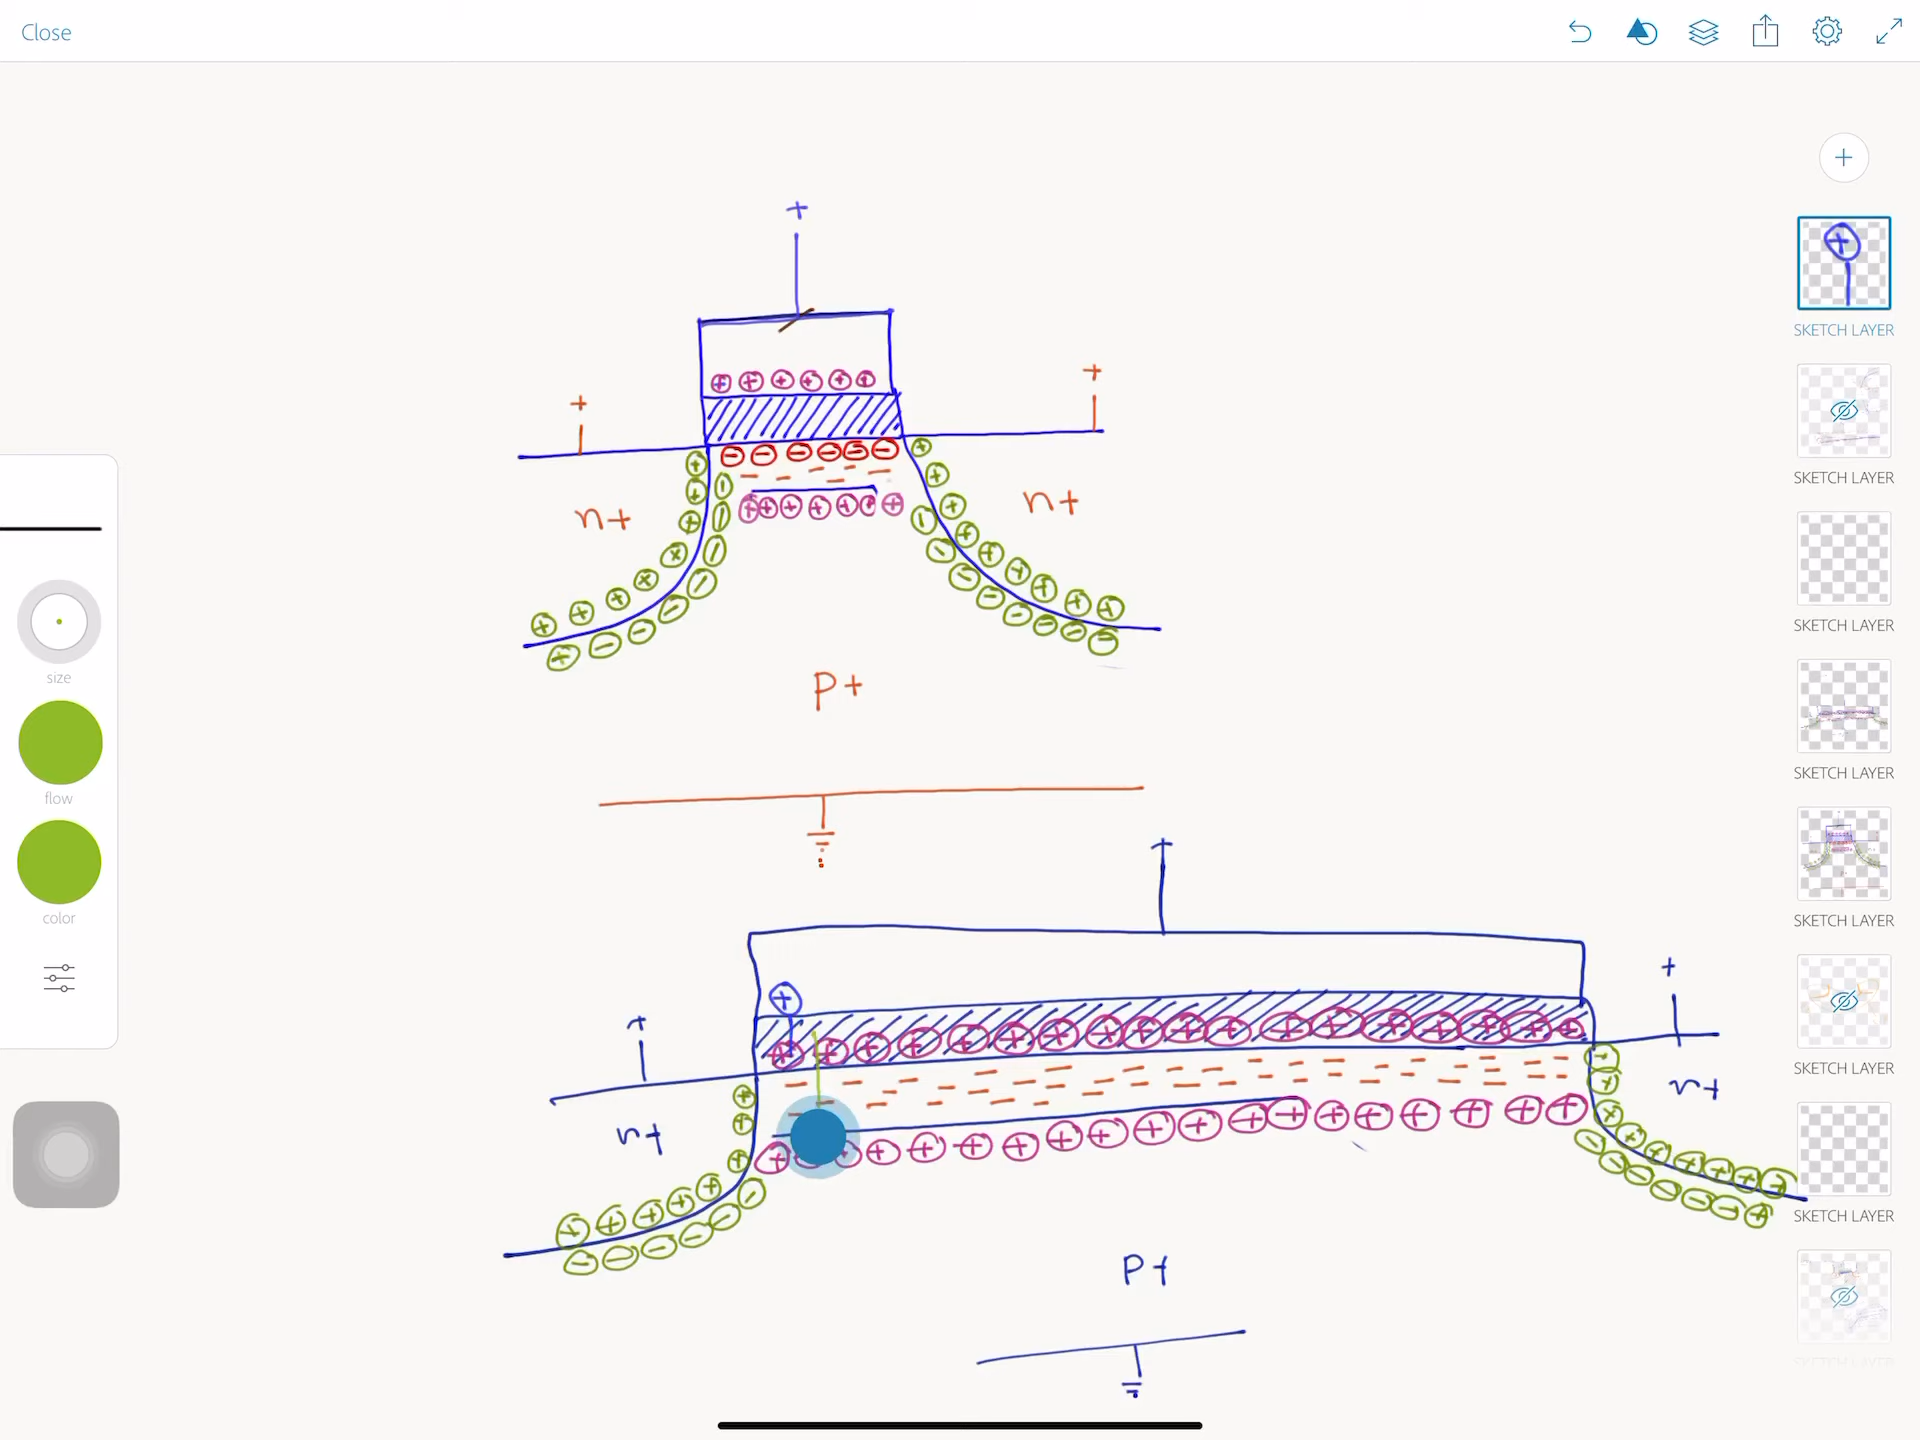 Close
+
SKETCH LAYER
+
+
n+
n+
SKETCH LAYER
SKETCH LAYER
size
P+
SKETCH LAYER
flow
color
SKETCH LAYER
+
+
+
n+
n+
SKETCH LAYER
SKETCH LAYER
P+